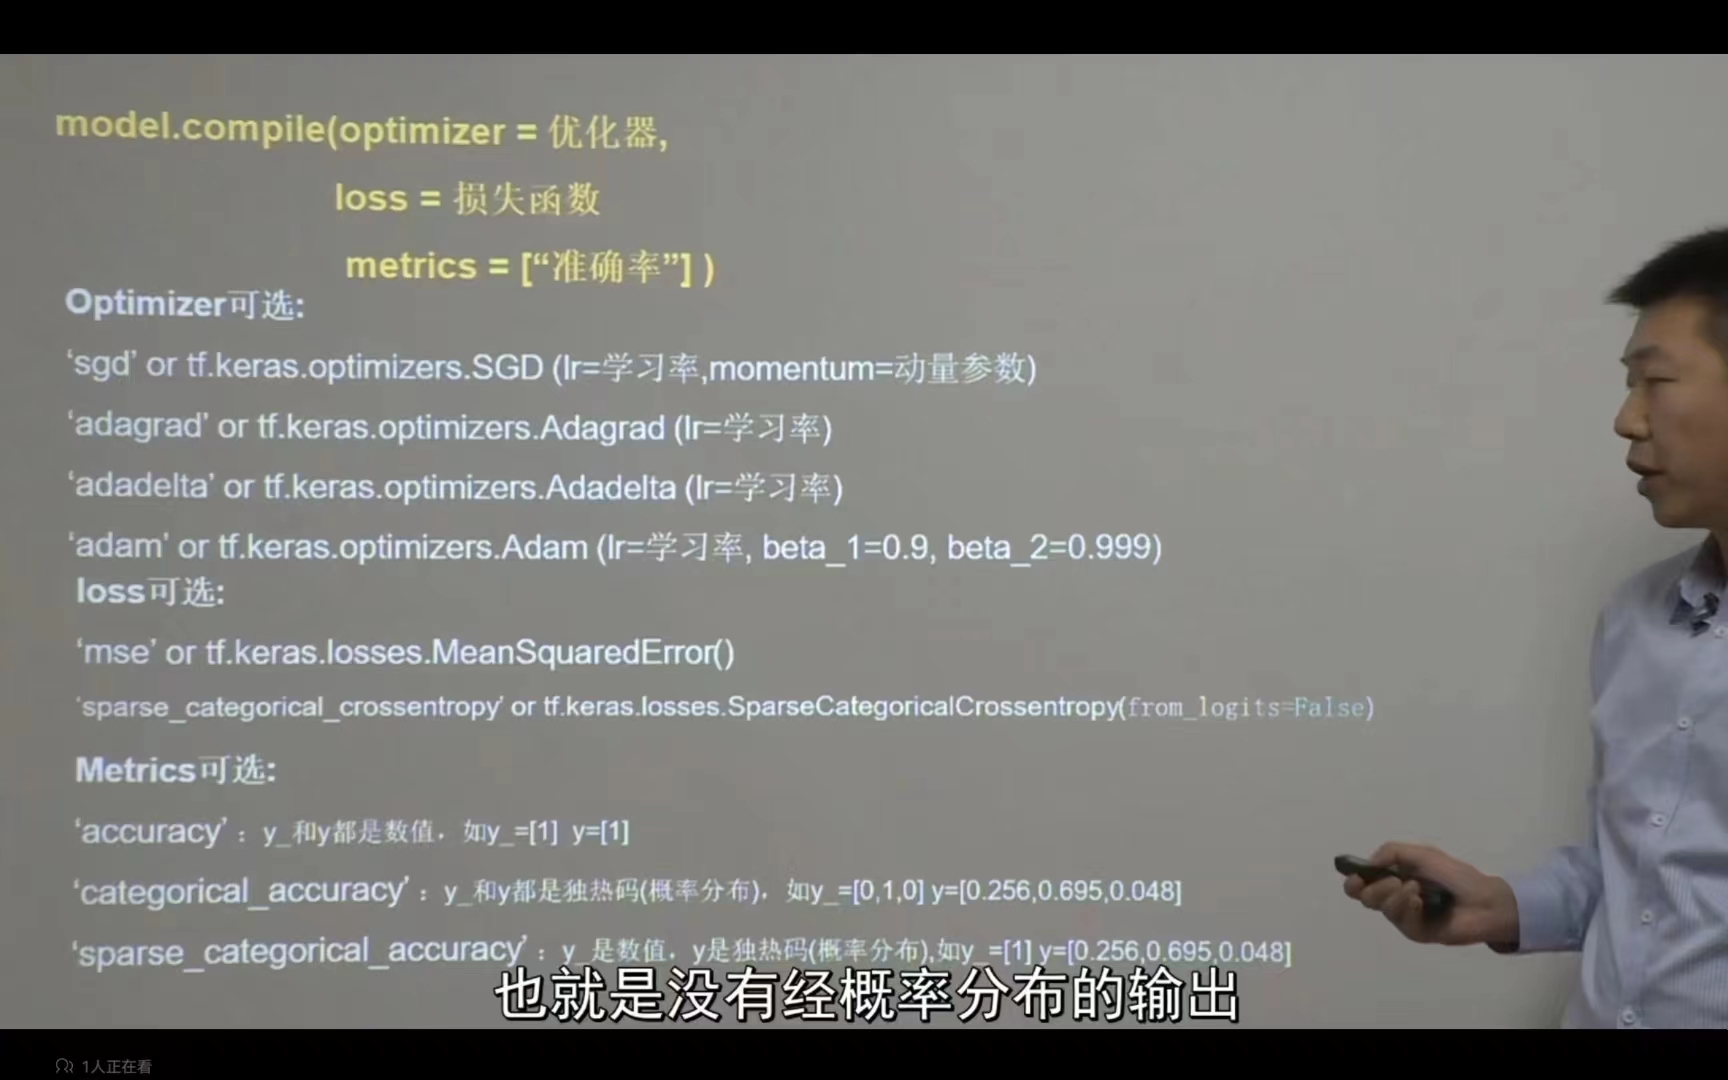 model.compile(optimizer = 优化器,
loss = 损失函数
metrics = [“准确率”] )
Optimizer可选:
‘sgd’ or tf.keras.optimizers.SGD (lr=学习率,momentum=动量参数)
‘adagrad’ or tf.keras.optimizers.Adagrad (lr=学习率)
‘adadelta’ or tf.keras.optimizers.Adadelta (lr=学习率)
‘adam’ or tf.keras.optimizers.Adam (lr=学习率, beta_1=0.9, beta_2=0.999)
loss可选:
‘mse’ or tf.keras.losses.MeanSquaredError()
‘sparse_categorical_crossentropy’ or tf.keras.losses.SparseCategoricalCrossentropy(from_logits=False)
Metrics可选:
‘accuracy’：y_和y都是数值，如y_=[1] y=[1]
‘categorical_accuracy’：y_和y都是独热码(概率分布)，如y_=[0,1,0] y=[0.256,0.695,0.048]
‘sparse_categorical_accuracy’：y_是数值，y是独热码(概率分布),如y_=[1] y=[0.256,0.695,0.048]
也就是没有经概率分布的输出
1人正在看